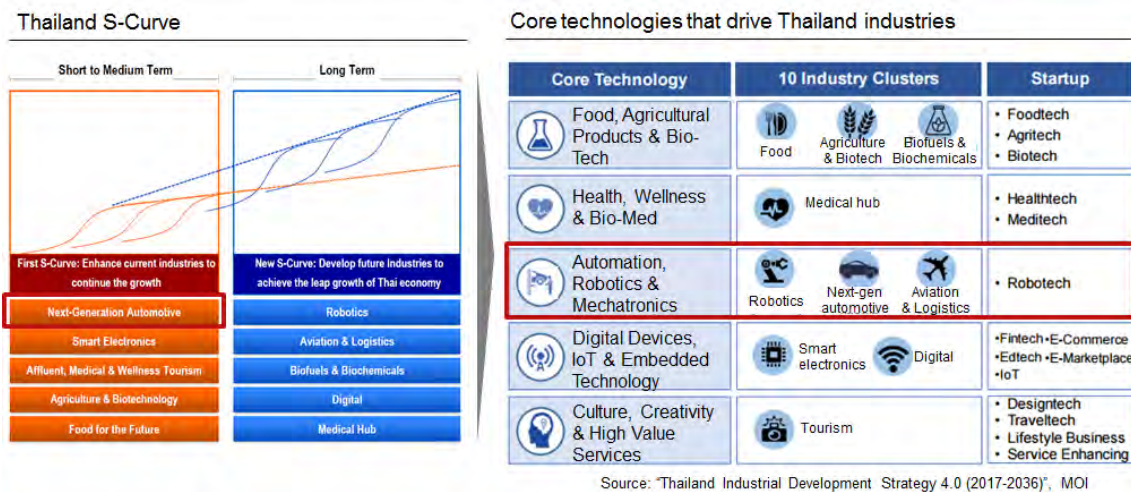 Thailand S-Curve
Short to Medium Term
Long Term
First S-Curve: Enhance current industries to
continue the growth
New S-Curve: Develop future Industries to
achieve the leap growth of Thai economy
Next-Generation Automotive
Robotics
Smart Electronics
Aviation & Logistics
Affluent, Medical & Wellness Tourism
Biofuels & Biochemicals
Agriculture & Biotechnology
Digital
Food for the Future
Medical Hub
Core technologies that drive Thailand industries
Core Technology
10 Industry Clusters
Startup
Food, Agricultural
Products & Bio-
Tech
Food
Agriculture
& Biotech
Biofuels &
Biochemicals
• Foodtech
• Agritech
• Biotech
Health, Wellness
& Bio-Med
Medical hub
• Healthtech
• Meditech
Automation,
Robotics &
Mechatronics
Robotics
Next-gen
automotive
Aviation
& Logistics
• Robotech
Digital Devices,
IoT & Embedded
Technology
Smart
electronics
Digital
•Fintech •E-Commerce
•Edtech •E-Marketplace
•IoT
Culture, Creativity
& High Value
Services
Tourism
• Designtech
• Traveltech
• Lifestyle Business
• Service Enhancing
Source: “Thailand Industrial Development Strategy 4.0 (2017-2036)”, MOI